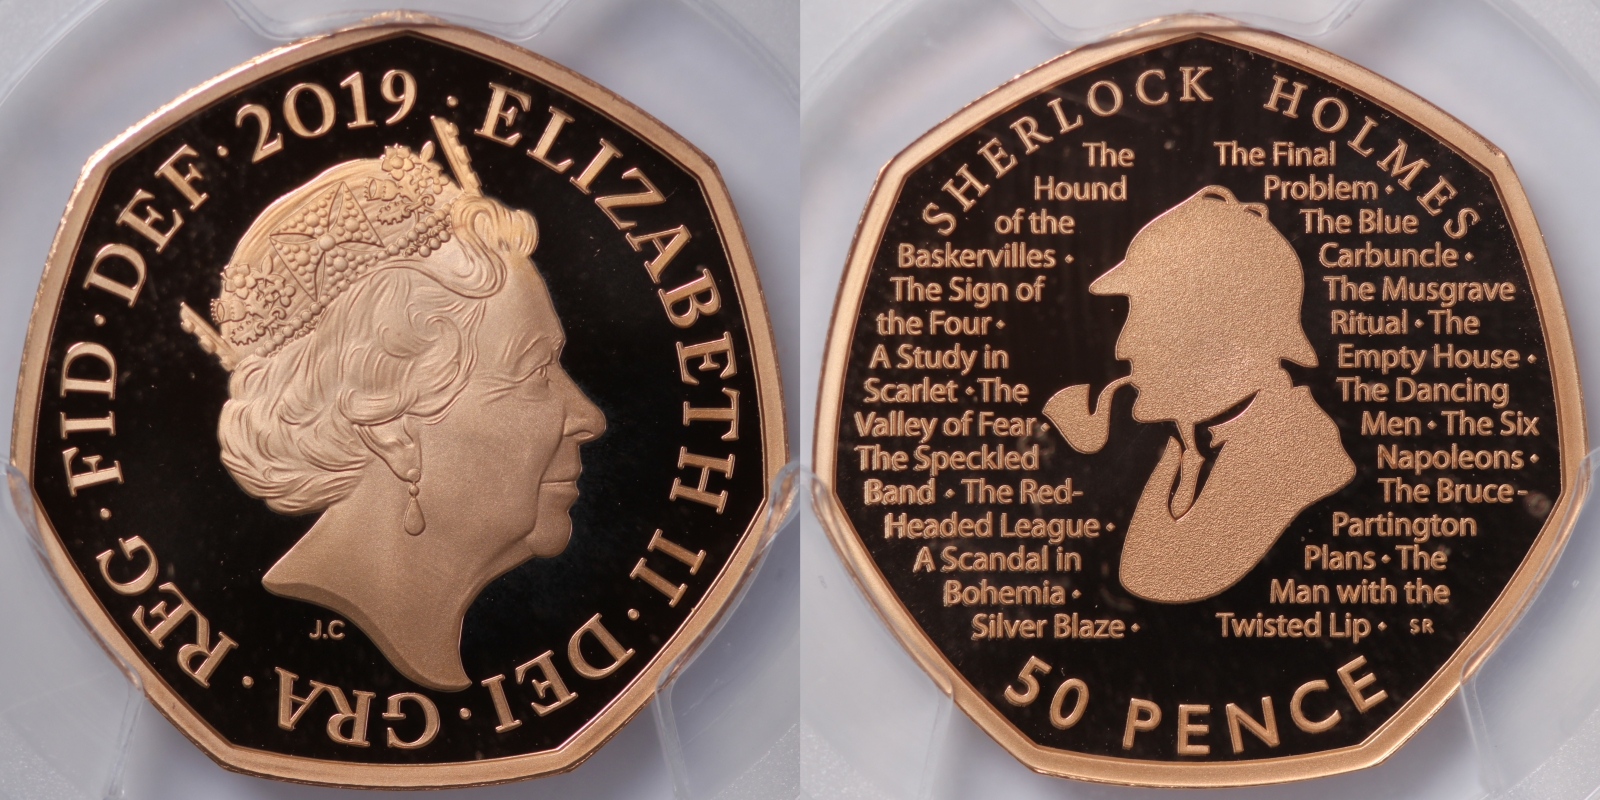 ELIZABETH II · DEI · GRA · REG · FID · DEF · 2019
J.C
SHERLOCK HOLMES
The
Hound
of the
Baskervilles ·
The Sign of
the Four ·
A Study in
Scarlet · The
Valley of Fear ·
The Speckled
Band · The Red-
Headed League ·
A Scandal in
Bohemia ·
Silver Blaze ·
The Final
Problem ·
The Blue
Carbuncle ·
The Musgrave
Ritual · The
Empty House ·
The Dancing
Men · The Six
Napoleons ·
The Bruce-
Partington
Plans · The
Man with the
Twisted Lip ·
SR
50 PENCE